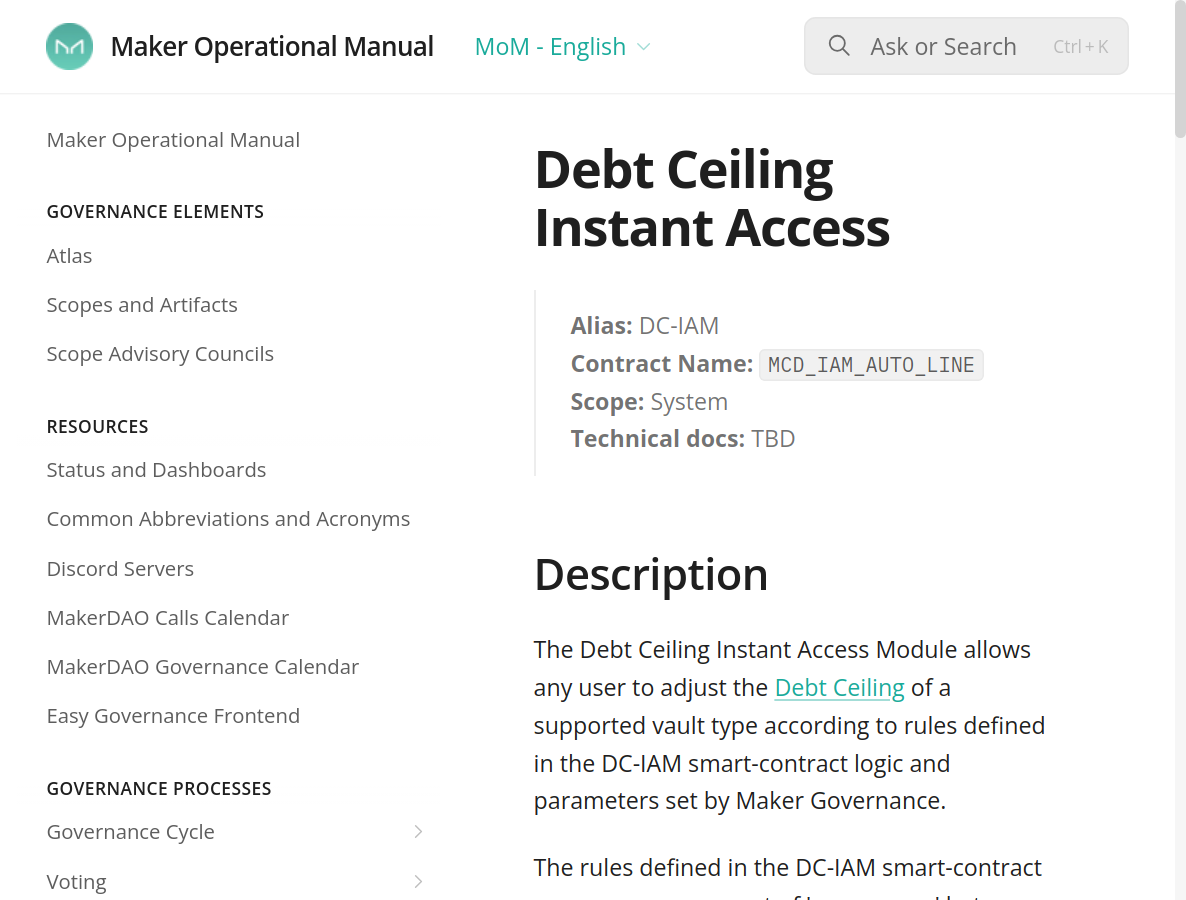 Maker Operational Manual
MoM - English
Ask or Search
Ctrl + K
Maker Operational Manual
GOVERNANCE ELEMENTS
Atlas
Scopes and Artifacts
Scope Advisory Councils
RESOURCES
Status and Dashboards
Common Abbreviations and Acronyms
Discord Servers
MakerDAO Calls Calendar
MakerDAO Governance Calendar
Easy Governance Frontend
GOVERNANCE PROCESSES
Governance Cycle
Voting
Debt Ceiling
Instant Access
Alias: DC-IAM
Contract Name: MCD_IAM_AUTO_LINE
Scope: System
Technical docs: TBD
Description
The Debt Ceiling Instant Access Module allows
any user to adjust the Debt Ceiling of a
supported vault type according to rules defined
in the DC-IAM smart-contract logic and
parameters set by Maker Governance.
The rules defined in the DC-IAM smart-contract